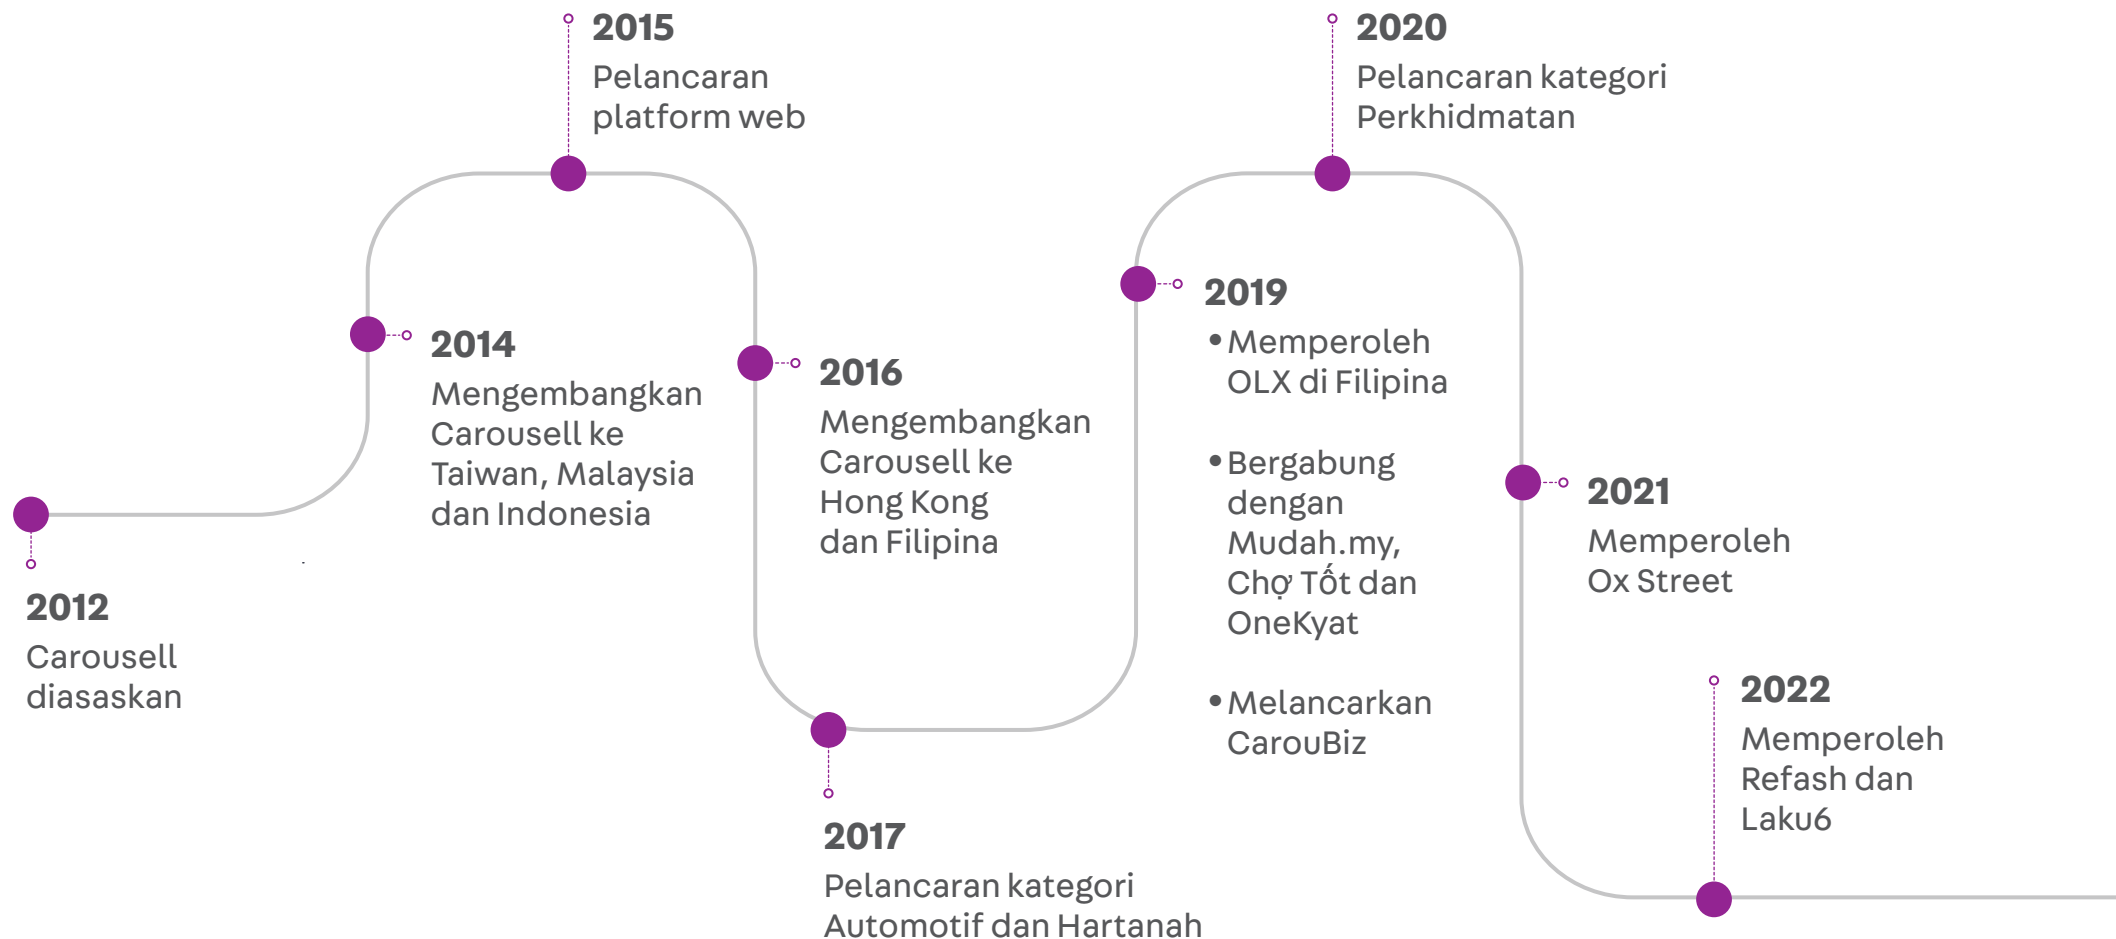 2012
Carousell
diasaskan
2014
Mengembangkan
Carousell ke
Taiwan, Malaysia
dan Indonesia
2015
Pelancaran
platform web
2016
Mengembangkan
Carousell ke
Hong Kong
dan Filipina
2017
Pelancaran kategori
Automotif dan Hartanah
2019
•Memperoleh
OLX di Filipina
•Bergabung
dengan
Mudah.my,
Chợ Tốt dan
OneKyat
•Melancarkan
CarouBiz
2020
Pelancaran kategori
Perkhidmatan
2021
Memperoleh
Ox Street
2022
Memperoleh
Refash dan
Laku6